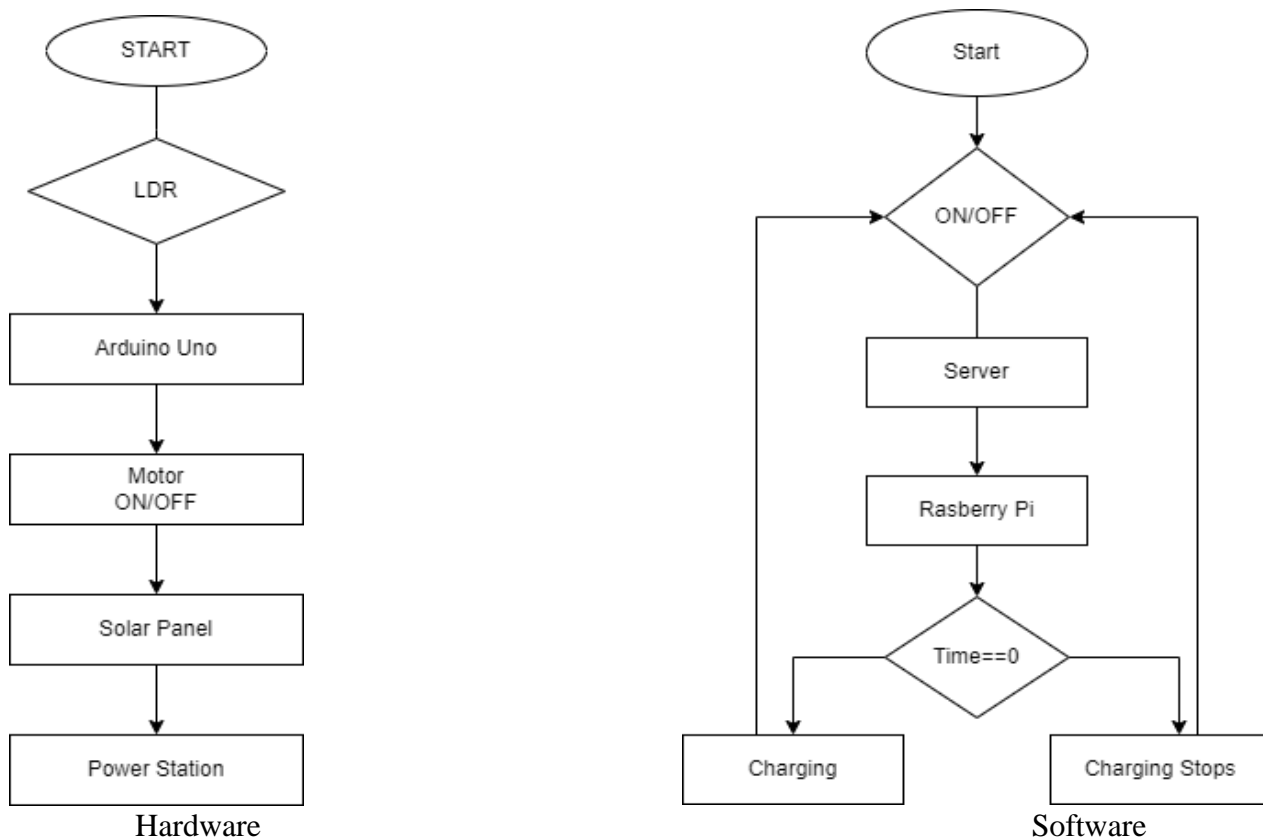 START
LDR
Arduino Uno
Motor
ON/OFF
Solar Panel
Power Station
Hardware
Start
ON/OFF
Server
Rasberry Pi
Time==0
Charging
Charging Stops
Software